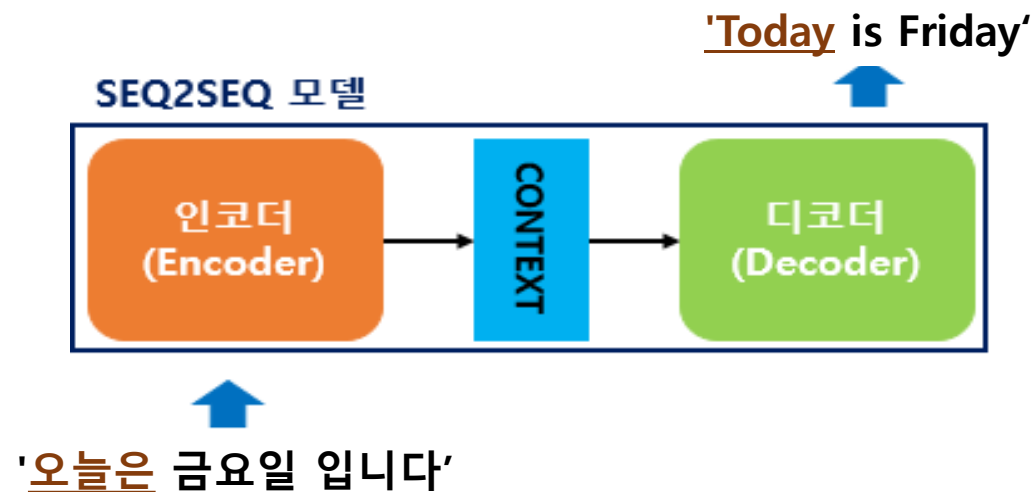 'Today is Friday‘
SEQ2SEQ 모델
인코더
(Encoder)
CONTEXT
디코더
(Decoder)
'오늘은 금요일 입니다’